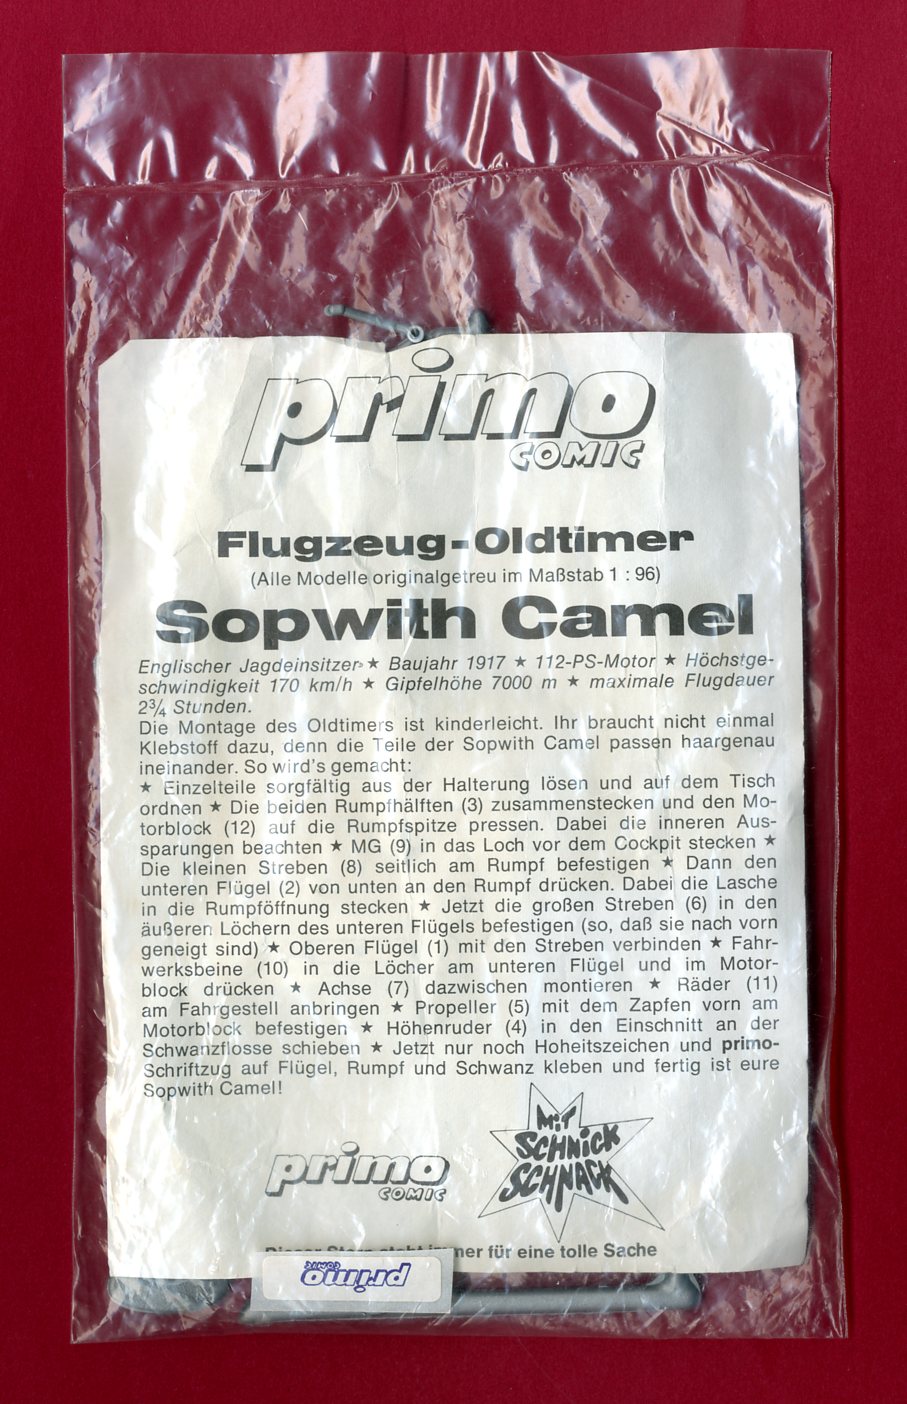 primo
COMIC
Flugzeug-Oldtimer
(Alle Modelle originalgetreu im Maßstab 1 : 96)
Sopwith Camel
Englischer Jagdeinsitzer ★ Baujahr 1917 ★ 112-PS-Motor ★ Höchstge-
schwindigkeit 170 km/h ★ Gipfelhöhe 7000 m ★ maximale Flugdauer
2¾ Stunden.
Die Montage des Oldtimers ist kinderleicht. Ihr braucht nicht einmal
Klebstoff dazu, denn die Teile der Sopwith Camel passen haargenau
ineinander. So wird's gemacht:
★ Einzelteile sorgfältig aus der Halterung lösen und auf dem Tisch
ordnen ★ Die beiden Rumpfhälften (3) zusammenstecken und den Mo-
torblock (12) auf die Rumpfspitze pressen. Dabei die inneren Aus-
sparungen beachten ★ MG (9) in das Loch vor dem Cockpit stecken ★
Die kleinen Streben (8) seitlich am Rumpf befestigen ★ Dann den
unteren Flügel (2) von unten an den Rumpf drücken. Dabei die Lasche
in die Rumpföffnung stecken ★ Jetzt die großen Streben (6) in den
äußeren Löchern des unteren Flügels befestigen (so, daß sie nach vorn
geneigt sind) ★ Oberen Flügel (1) mit den Streben verbinden ★ Fahr-
werksbeine (10) in die Löcher am unteren Flügel und im Motor-
block drücken ★ Achse (7) dazwischen montieren ★ Räder (11)
am Fahrgestell anbringen ★ Propeller (5) mit dem Zapfen vorn am
Motorblock befestigen ★ Höhenruder (4) in den Einschnitt an der
Schwanzflosse schieben ★ Jetzt nur noch Hoheitszeichen und primo-
Schriftzug auf Flügel, Rumpf und Schwanz kleben und fertig ist eure
Sopwith Camel!
MIT
SCHNICK
SCHNACK
primo
COMIC
Dieser Stern steht immer für eine tolle Sache
primo
COMIC